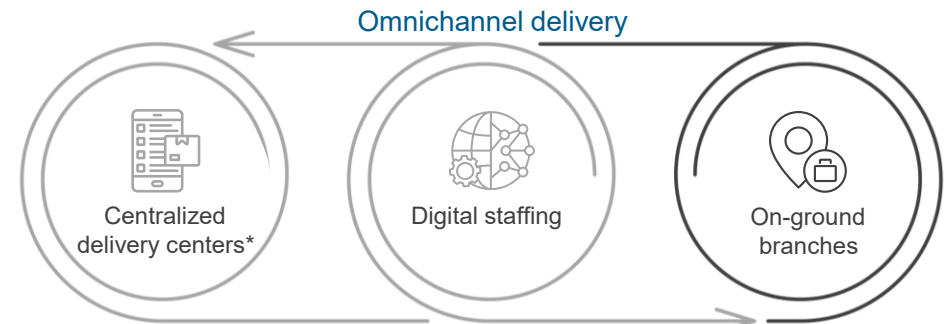 Omnichannel delivery
Centralized
delivery centers*
Digital staffing
On-ground
branches